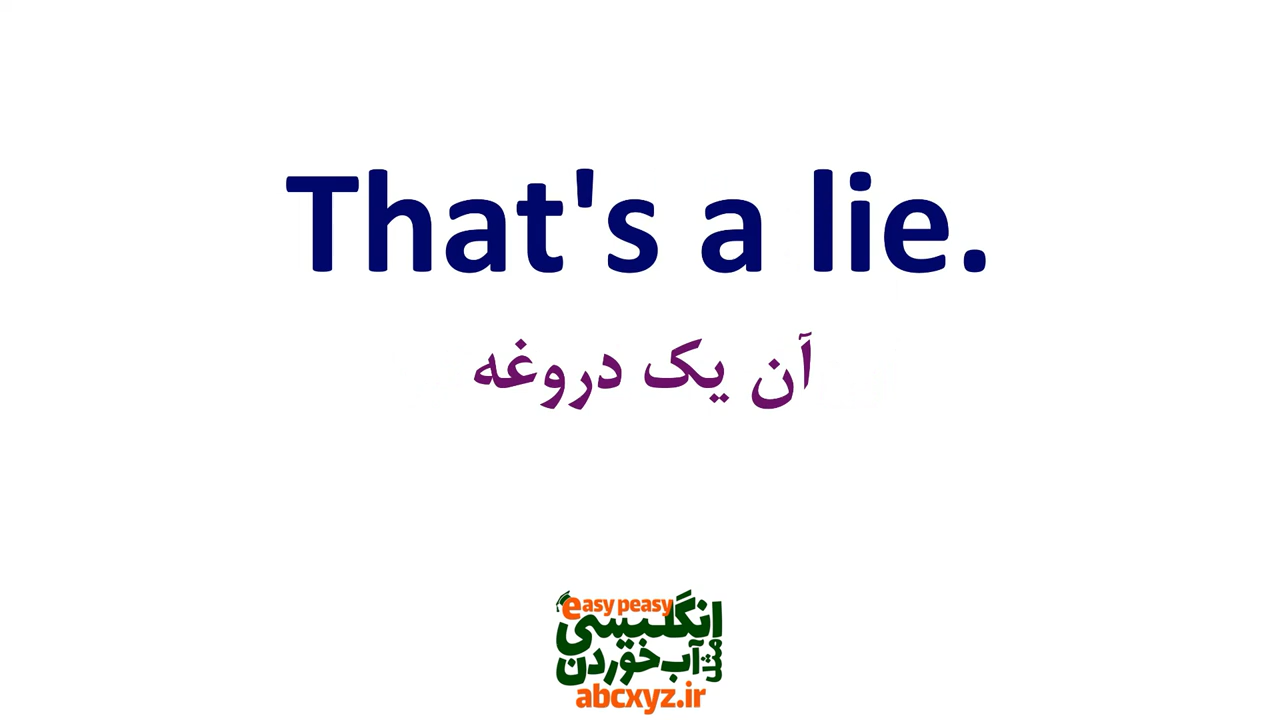 That's a lie.
آن یک دروغه
easy peasy
انگلیسی
مثل آب خوردن
abcxyz.ir